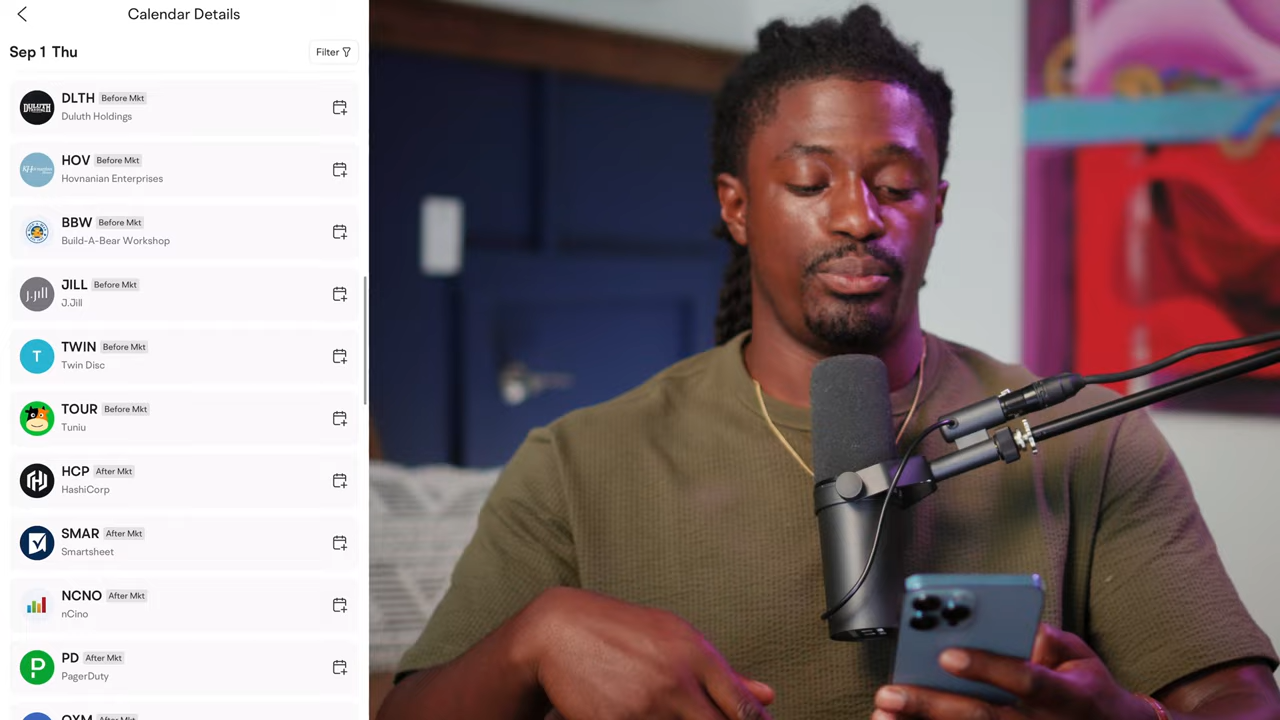 Calendar Details
Sep 1 Thu
Filter
DULUTH
DLTH Before Mkt
Duluth Holdings
HOV Before Mkt
Hovnanian Enterprises
BBW Before Mkt
Build-A-Bear Workshop
J.Jill
JILL Before Mkt
J.Jill
T
TWIN Before Mkt
Twin Disc
TOUR Before Mkt
Tuniu
HCP After Mkt
HashiCorp
SMAR After Mkt
Smartsheet
NCNO After Mkt
nCino
P
PD After Mkt
PagerDuty